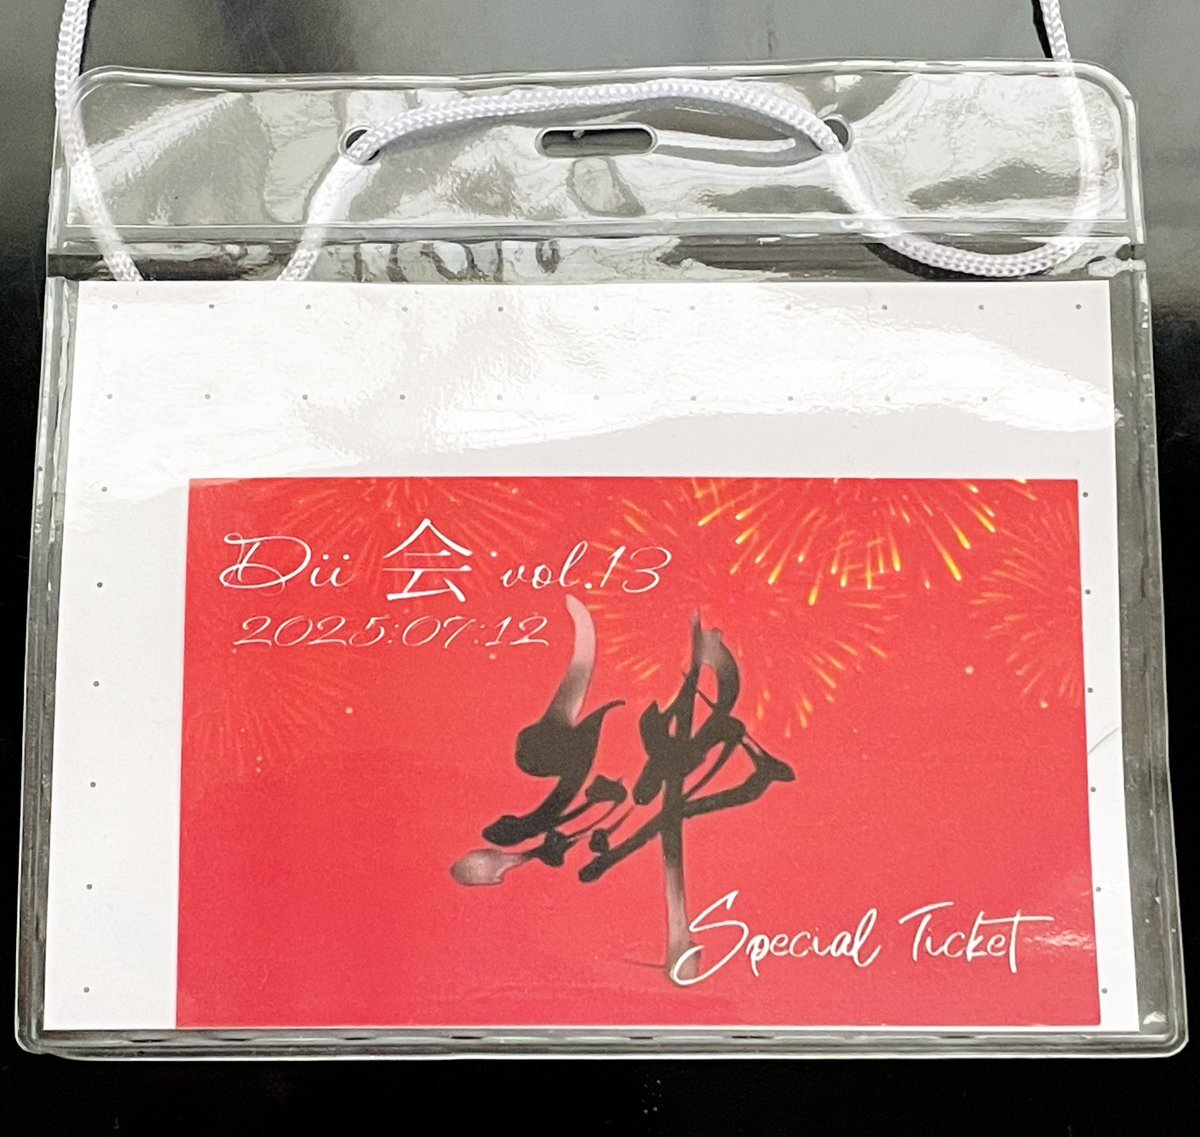 Dii 会 vol.13
2025:07:12
絆
Special Ticket